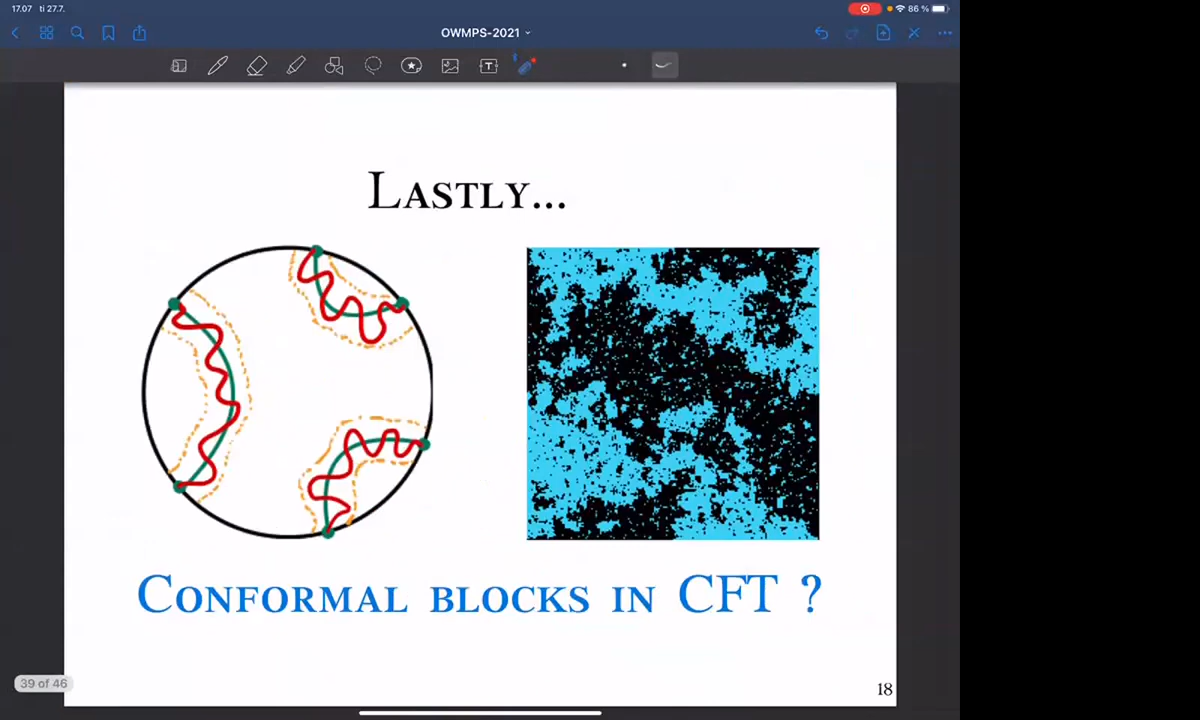 17.07 ti 27.7.
86 %
OWMPS-2021
T
LASTLY...
CONFORMAL BLOCKS IN CFT ?
39 of 46
18